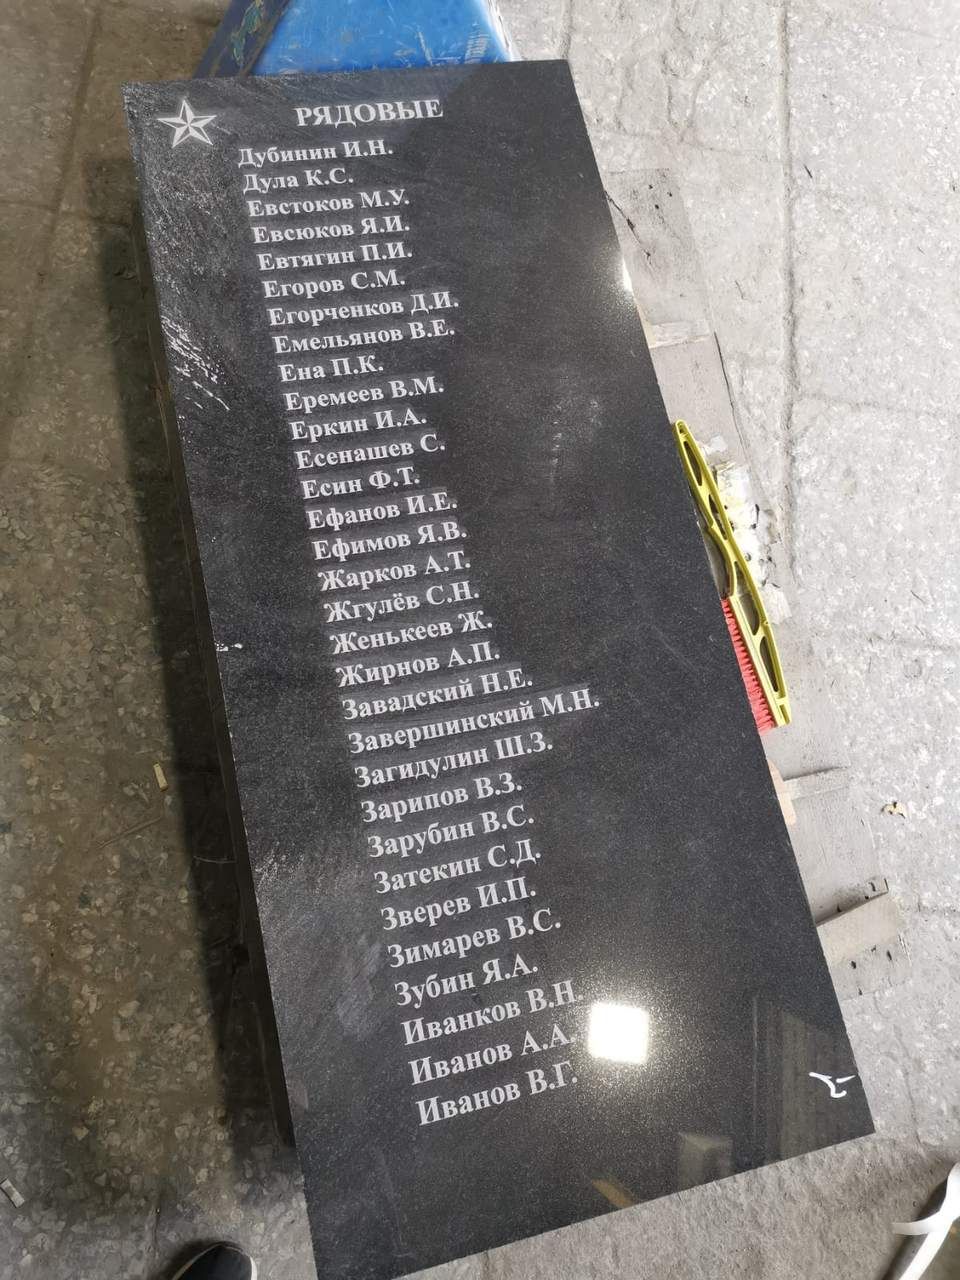 РЯДОВЫЕ
Дубинин И.Н.
Дула К.С.
Евстоков М.У.
Евсюков Я.И.
Евтягин П.И.
Егоров С.М.
Егорченков Д.И.
Емельянов В.Е.
Ена П.К.
Еремеев В.М.
Еркин И.А.
Есенашев С.
Есин Ф.Т.
Ефанов И.Е.
Ефимов Я.В.
Жарков А.Т.
Жгулёв С.Н.
Женькеев Ж.
Жирнов А.П.
Завадский Н.Е.
Завершинский М.Н.
Загидулин Ш.З.
Зарипов В.З.
Зарубин В.С.
Затекин С.Д.
Зверев И.П.
Зимарев В.С.
Зубин Я.А.
Иванков В.Н.
Иванов А.А.
Иванов В.Г.